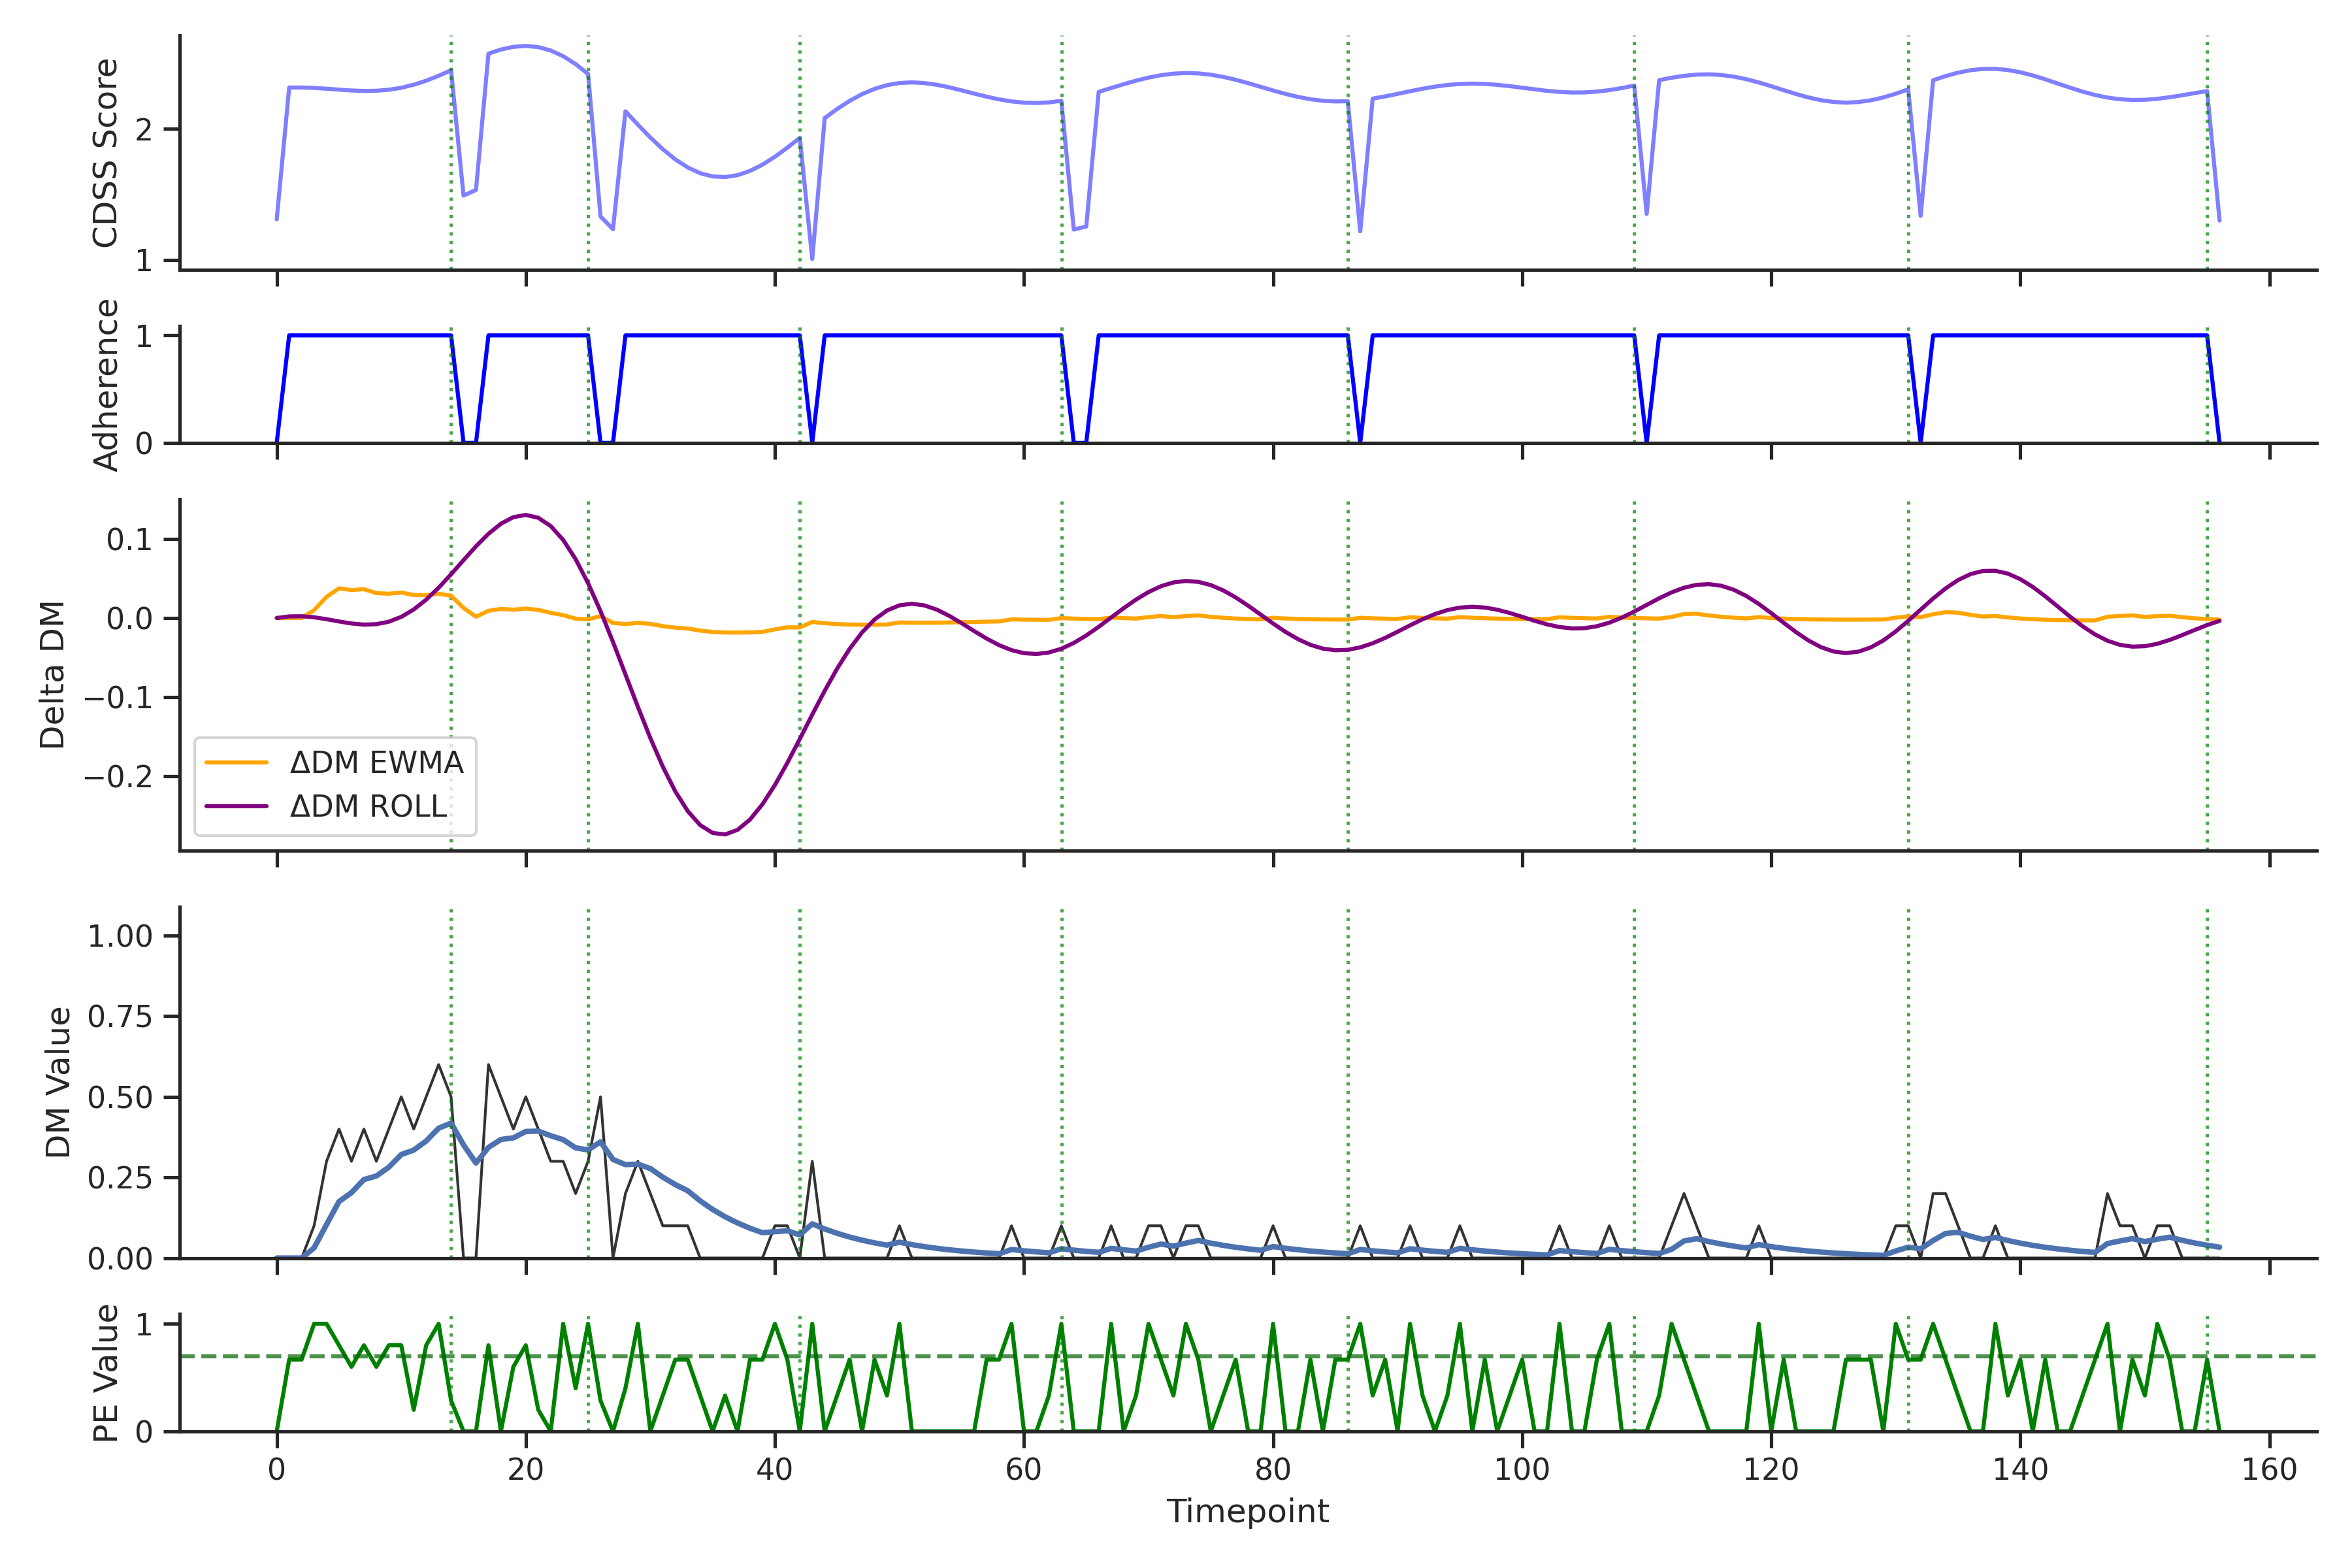 CDSS Score
2
1
Adherence
1
0
Delta DM
0.1
0.0
−0.1
−0.2
ΔDM EWMA
ΔDM ROLL
DM Value
1.00
0.75
0.50
0.25
0.00
PE Value
1
0
0 20 40 60 80 100 120 140 160
Timepoint